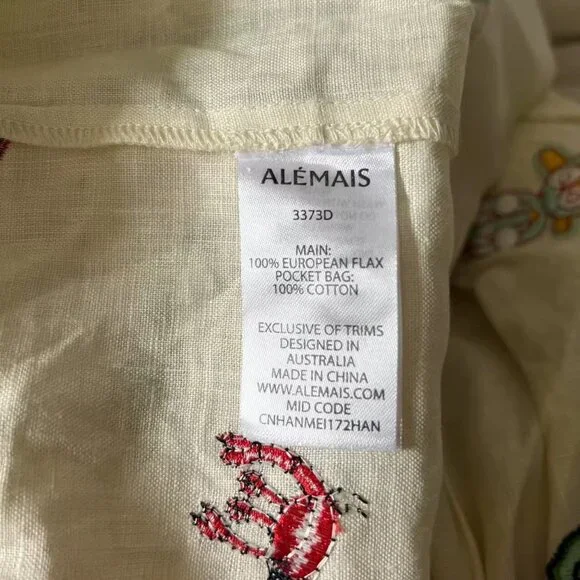 ALÉMAIS
3373D
MAIN:
100% EUROPEAN FLAX
POCKET BAG:
100% COTTON
EXCLUSIVE OF TRIMS
DESIGNED IN
AUSTRALIA
MADE IN CHINA
WWW.ALEMAIS.COM
MID CODE
CNHANMEI172HAN